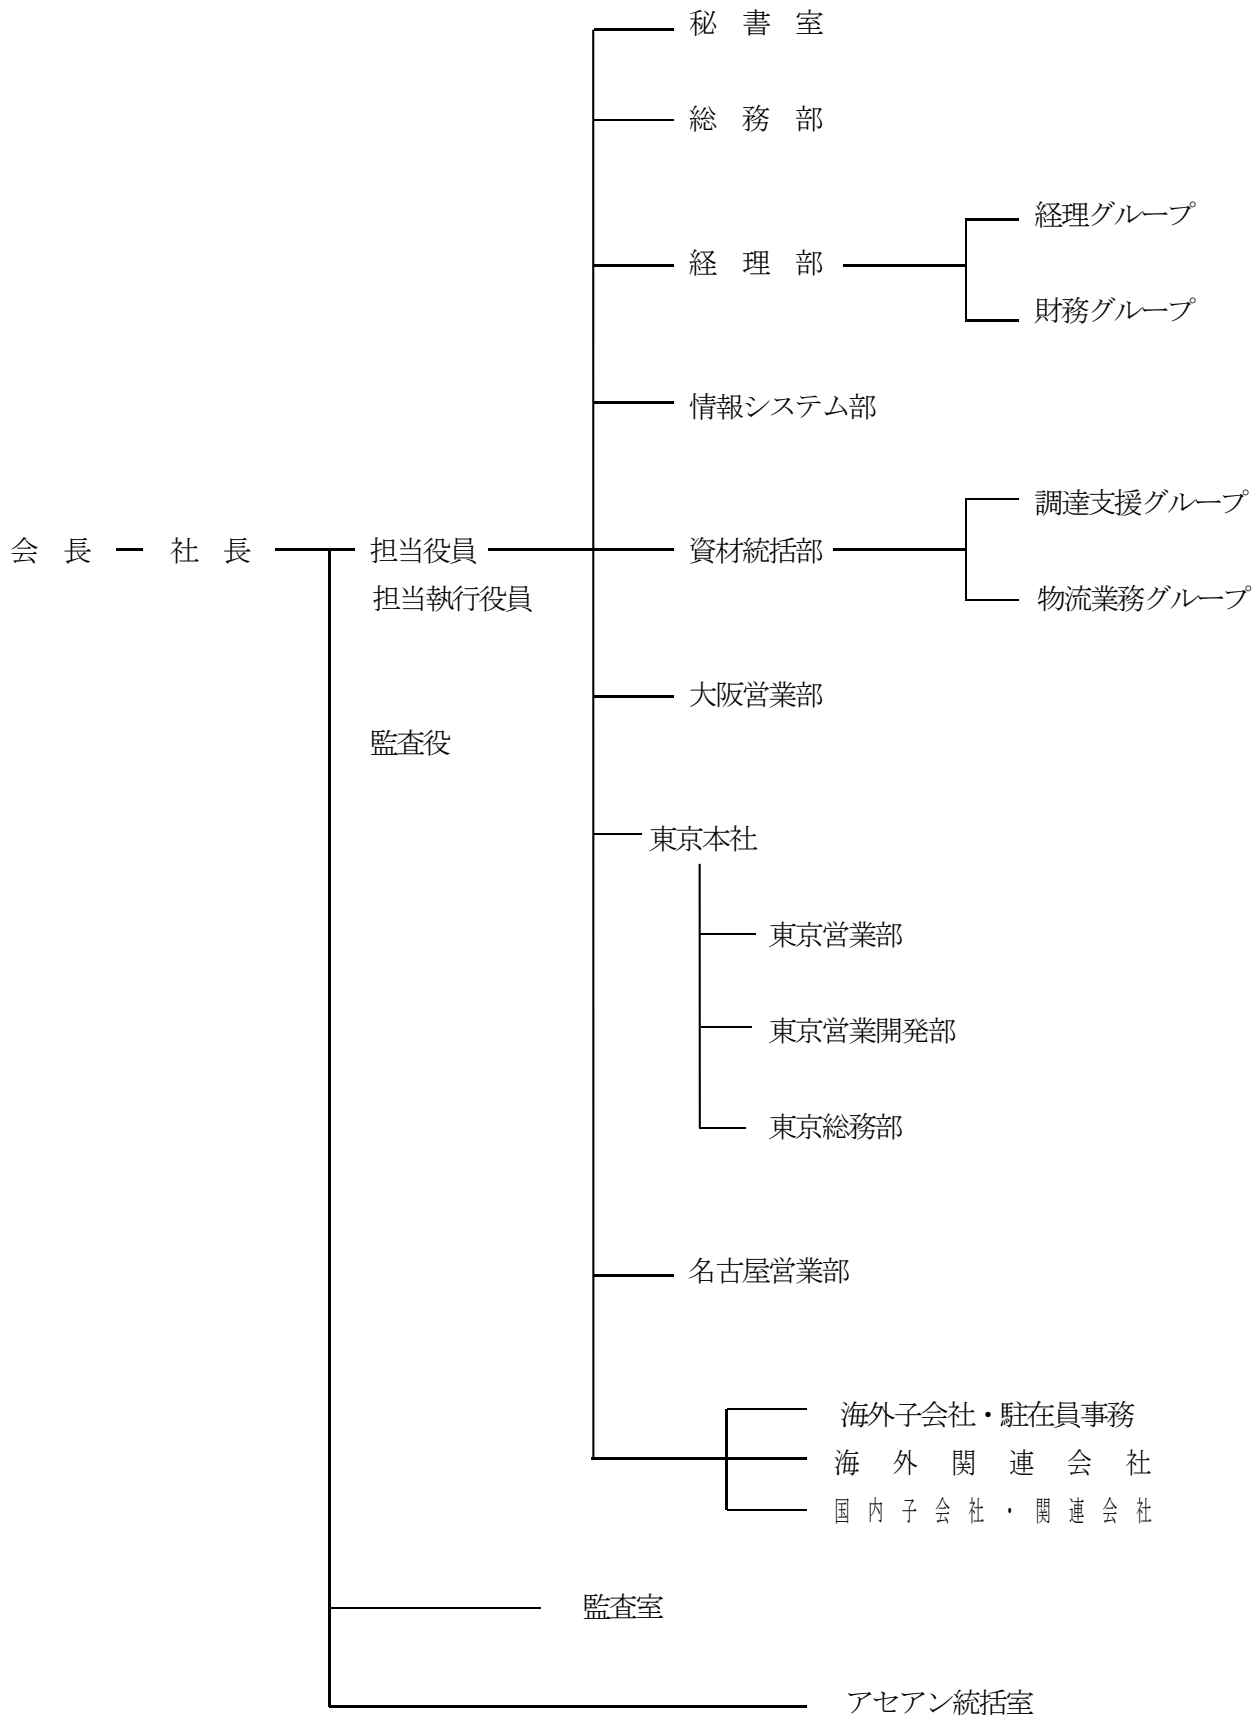 秘 書 室
総 務 部
経理グループ
経 理 部
財務グループ
情報システム部
調達支援グループ
会 長
社 長
担当役員
資材統括部
担当執行役員
物流業務グループ
大阪営業部
監査役
東京本社
東京営業部
東京営業開発部
東京総務部
名古屋営業部
海外子会社・駐在員事務
海 外 関 連 会 社
国 内 子 会 社 ・ 関 連 会 社
監査室
アセアン統括室